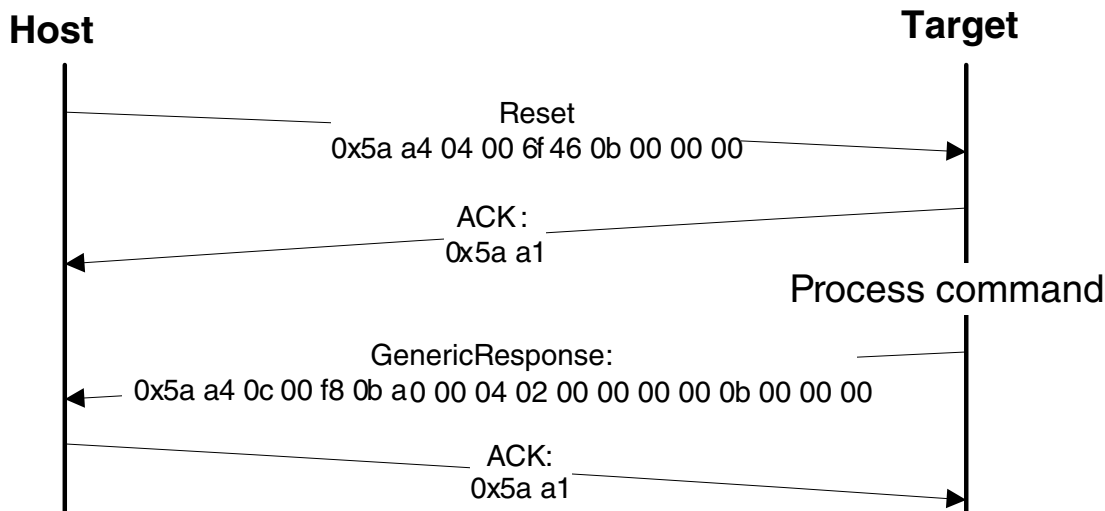 Host
Target
Reset
0x5a a4 04 00 6f 46 0b 00 00 00
ACK:
0x5a a1
Process command
GenericResponse:
0x5a a4 0c 00 f8 0b a0 00 04 02 00 00 00 00 0b 00 00 00
ACK:
0x5a a1